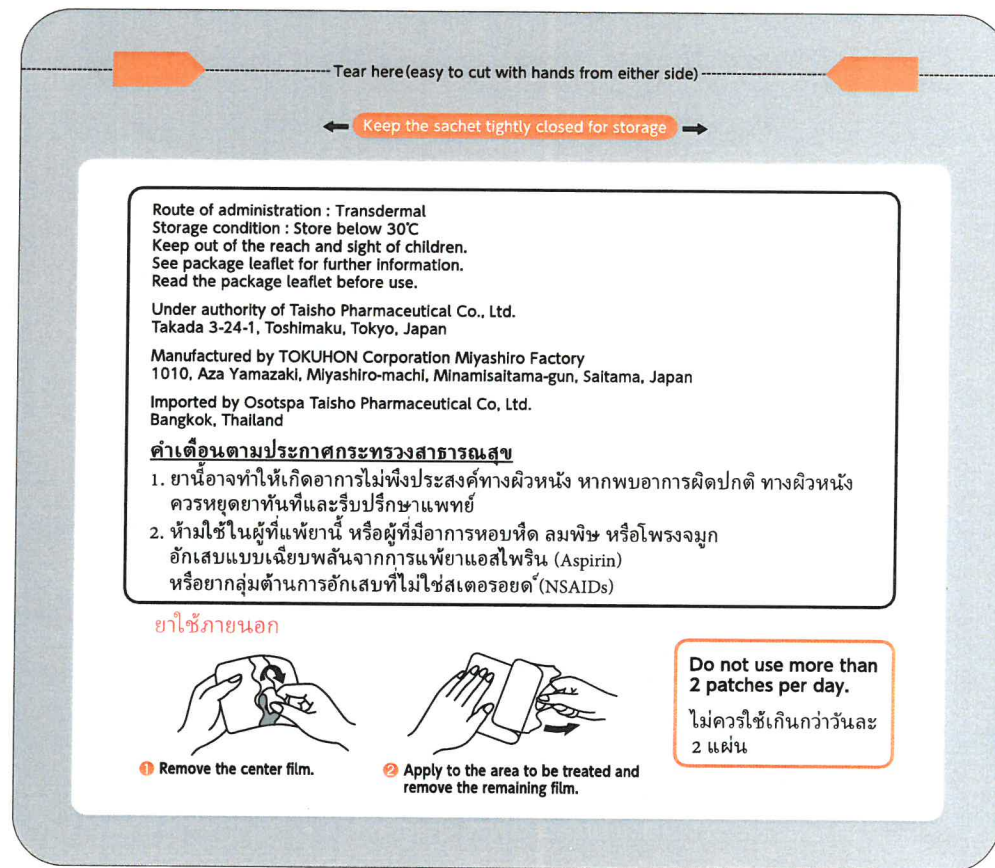 Tear here(easy to cut with hands from either side)
Keep the sachet tightly closed for storage
Route of administration : Transdermal
Storage condition : Store below 30℃
Keep out of the reach and sight of children.
See package leaflet for further information.
Read the package leaflet before use.
Under authority of Taisho Pharmaceutical Co., Ltd.
Takada 3-24-1, Toshimaku, Tokyo, Japan
Manufactured by TOKUHON Corporation Miyashiro Factory
1010, Aza Yamazaki, Miyashiro-machi, Minamisaitama-gun, Saitama, Japan
Imported by Osotspa Taisho Pharmaceutical Co, Ltd.
Bangkok, Thailand
คำเตือนตามประกาศกระทรวงสาธารณสุข
1. ยานี้อาจทำให้เกิดอาการไม่พึงประสงค์ทางผิวหนัง หากพบอาการผิดปกติ ทางผิวหนัง
ควรหยุดยาทันทีและรีบปรึกษาแพทย์
2. ห้ามใช้ในผู้ที่แพ้ยานี้ หรือผู้ที่มีอาการหอบหืด ลมพิษ หรือโพรงจมูก
อักเสบแบบเฉียบพลันจากการแพ้ยาแอสไพริน (Aspirin)
หรือยากลุ่มต้านการอักเสบที่ไม่ใช่สเตอรอยด์ (NSAIDs)
ยาใช้ภายนอก
1 Remove the center film.
2 Apply to the area to be treated and
remove the remaining film.
Do not use more than
2 patches per day.
ไม่ควรใช้เกินกว่าวันละ
2 แผ่น